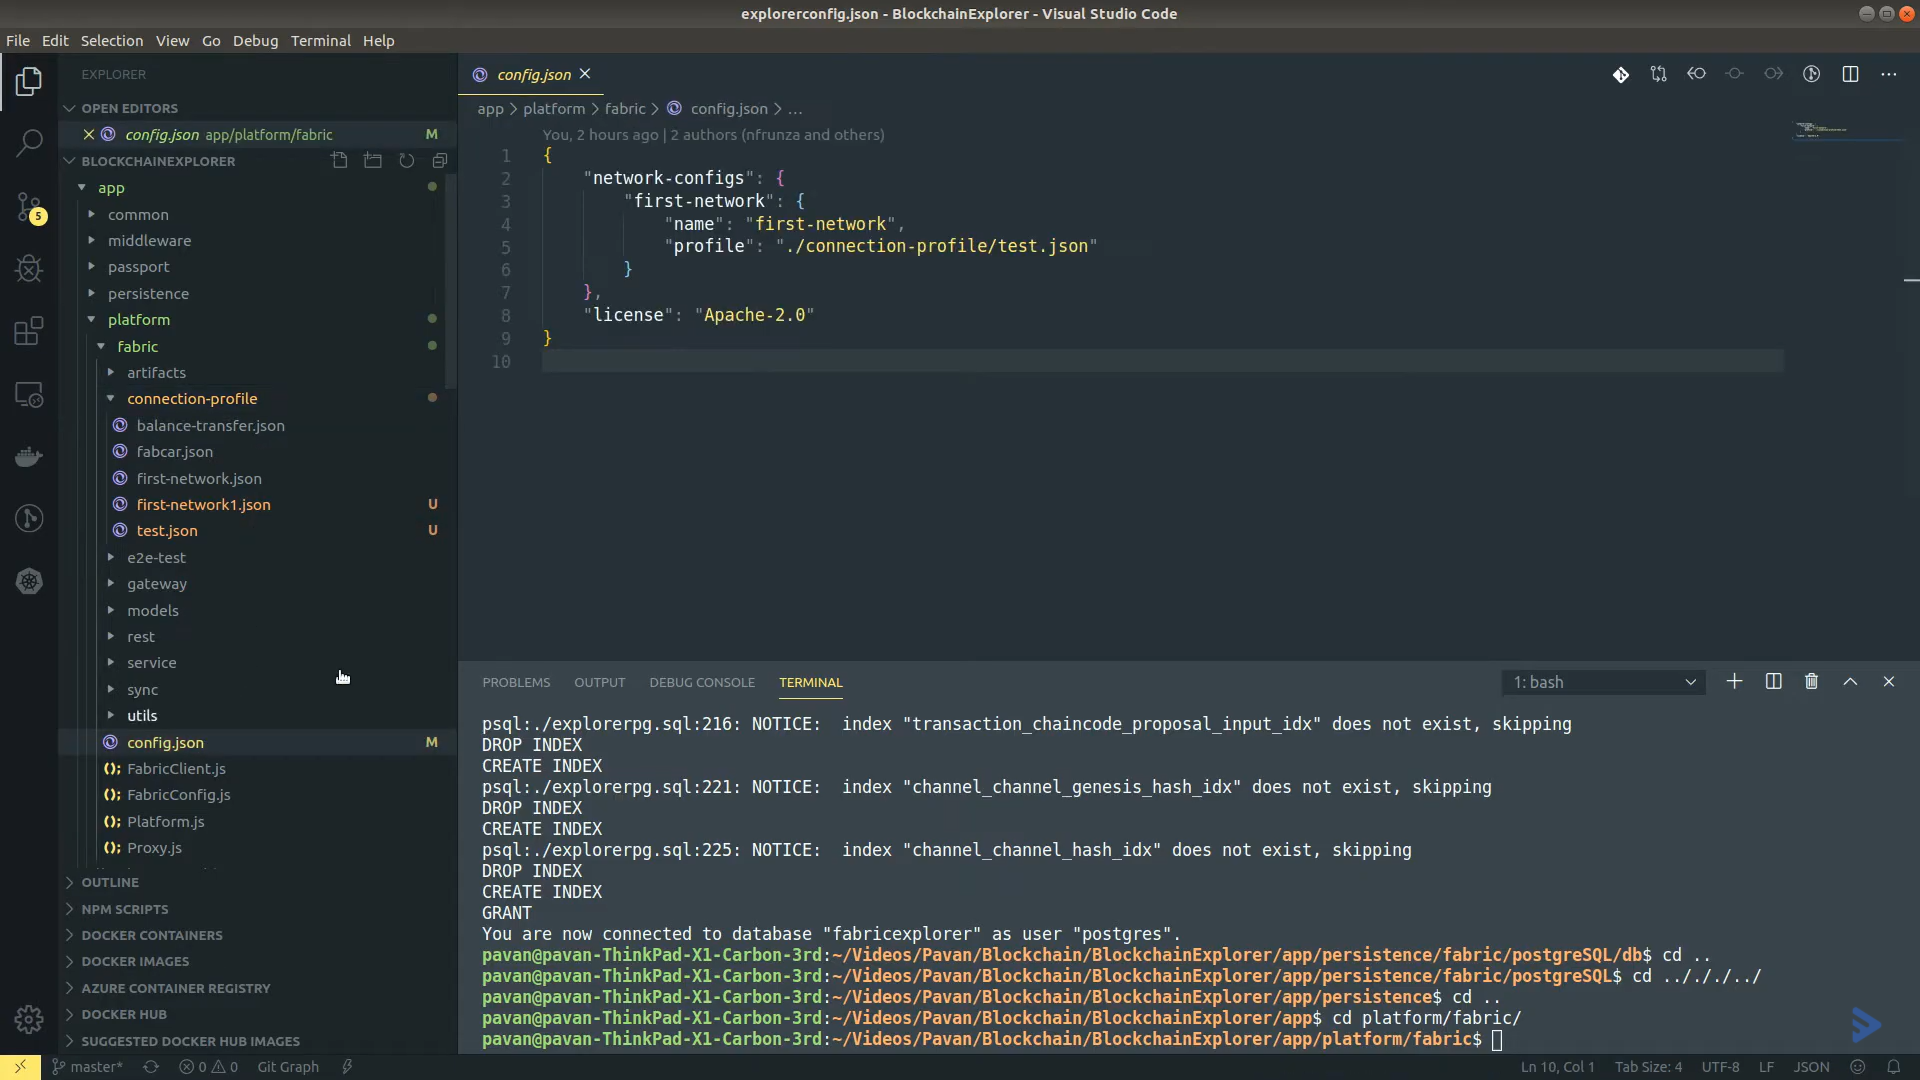 explorerconfig.json - BlockchainExplorer - Visual Studio Code
File Edit Selection View Go Debug Terminal Help
EXPLORER
OPEN EDITORS
config.json app/platform/fabric M
BLOCKCHAINEXPLORER
app
common
middleware
passport
persistence
platform
fabric
artifacts
connection-profile
balance-transfer.json
fabcar.json
first-network.json
first-network1.json U
test.json U
e2e-test
gateway
models
rest
service
sync
utils
config.json M
FabricClient.js
FabricConfig.js
Platform.js
Proxy.js
OUTLINE
NPM SCRIPTS
DOCKER CONTAINERS
DOCKER IMAGES
AZURE CONTAINER REGISTRY
DOCKER HUB
SUGGESTED DOCKER HUB IMAGES
5
config.json
app > platform > fabric > config.json > ...
You, 2 hours ago | 2 authors (nfrunza and others)
1 {
2 "network-configs": {
3 "first-network": {
4 "name": "first-network",
5 "profile": "./connection-profile/test.json"
6 }
7 },
8 "license": "Apache-2.0"
9 }
10
PROBLEMS OUTPUT DEBUG CONSOLE TERMINAL 1: bash
psql:./explorerpg.sql:216: NOTICE:  index "transaction_chaincode_proposal_input_idx" does not exist, skipping
DROP INDEX
CREATE INDEX
psql:./explorerpg.sql:221: NOTICE:  index "channel_channel_genesis_hash_idx" does not exist, skipping
DROP INDEX
CREATE INDEX
psql:./explorerpg.sql:225: NOTICE:  index "channel_channel_hash_idx" does not exist, skipping
DROP INDEX
CREATE INDEX
GRANT
You are now connected to database "fabricexplorer" as user "postgres".
pavan@pavan-ThinkPad-X1-Carbon-3rd:~/Videos/Pavan/Blockchain/BlockchainExplorer/app/persistence/fabric/postgreSQL/db$ cd ..
pavan@pavan-ThinkPad-X1-Carbon-3rd:~/Videos/Pavan/Blockchain/BlockchainExplorer/app/persistence/fabric/postgreSQL$ cd ../././../
pavan@pavan-ThinkPad-X1-Carbon-3rd:~/Videos/Pavan/Blockchain/BlockchainExplorer/app/persistence$ cd ..
pavan@pavan-ThinkPad-X1-Carbon-3rd:~/Videos/Pavan/Blockchain/BlockchainExplorer/app$ cd platform/fabric/
pavan@pavan-ThinkPad-X1-Carbon-3rd:~/Videos/Pavan/Blockchain/BlockchainExplorer/app/platform/fabric$
master* 0 0 Git Graph Ln 10, Col 1 Tab Size: 4 UTF-8 LF JSON